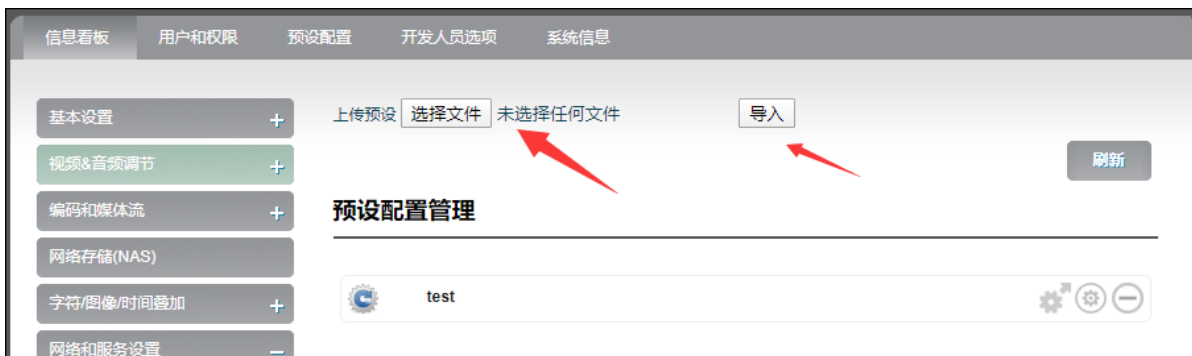 信息看板 用户和权限 预设配置 开发人员选项 系统信息
基本设置
上传预设 选择文件 未选择任何文件 导入
视频&音频调节
刷新
编码和媒体流
预设配置管理
网络存储(NAS)
字符/图像/时间叠加
test
网络和服务设置